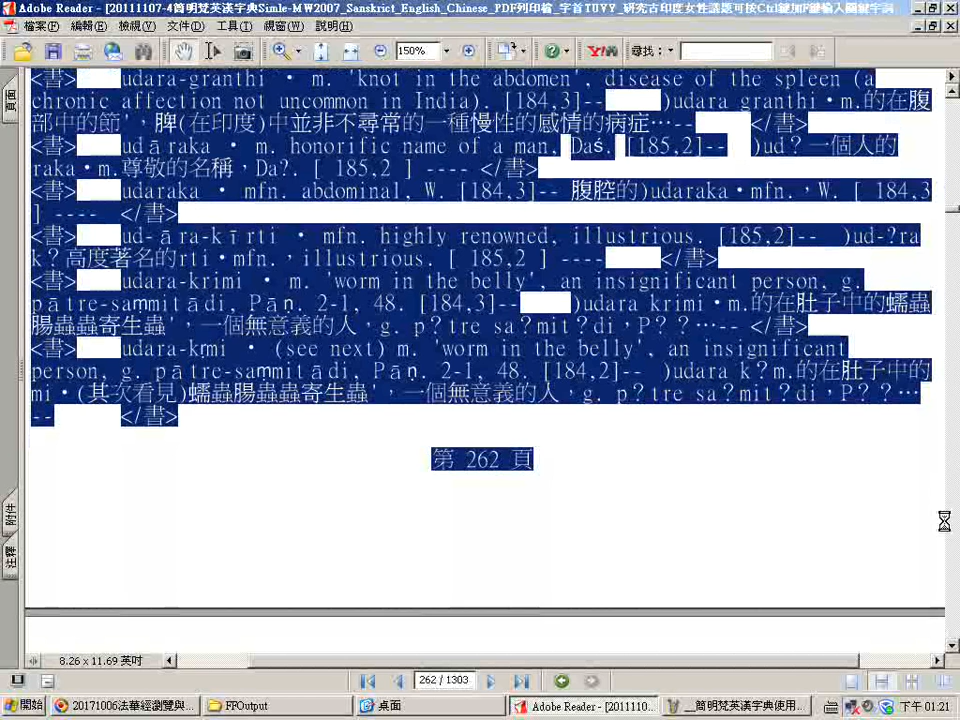 Adobe Reader - [20111107-4簡明梵英漢字典Simle-MW2007_Sanskrict_English_Chinese_PDF列印檔_字首TUVY_研究古印度女性議題可按Ctrl鍵加F鍵輸入關鍵字詞
檔案(F) 編輯(E) 檢視(V) 文件(D) 工具(T) 視窗(W) 說明(H)
150% 尋找:
頁面
<書> udara-granthi • m. 'knot in the abdomen', disease of the spleen (a
chronic affection not uncommon in India). [184,3]-- )udara granthi•m.的在腹
部中的節',脾(在印度)中並非不尋常的一種慢性的感情的病症…-- </書>
<書> udāraka • m. honorific name of a man, Daś. [185,2]-- )ud?一個人的
raka•m.尊敬的名稱,Da?. [ 185,2 ] ---- </書>
<書> udaraka • mfn. abdominal, W. [184,3]-- 腹腔的)udaraka•mfn.,W. [ 184,3
] ---- </書>
<書> ud-āra-kīrti • mfn. highly renowned, illustrious. [185,2]-- )ud-?ra
k?高度著名的rti•mfn.,illustrious. [ 185,2 ] ---- </書>
<書> udara-krimi • m. 'worm in the belly', an insignificant person, g.
pātre-sammitādi, Pāṇ. 2-1, 48. [184,3]-- )udara krimi•m.的在肚子中的蠕蟲
腸蟲蟲寄生蟲',一個無意義的人,g. p?tre sa?mit?di,P??…-- </書>
<書> udara-kṛmi • (see next) m. 'worm in the belly', an insignificant
person, g. pātre-sammitādi, Pāṇ. 2-1, 48. [184,2]-- )udara k?m.的在肚子中的
mi•(其次看見)蠕蟲腸蟲蟲寄生蟲',一個無意義的人,g. p?tre sa?mit?di,P??…
-- </書>
第 262 頁
附件
注釋
8.26 x 11.69 英吋
262 / 1303
開始 20171006法華經瀏覽與... FFOutput 桌面 Adobe Reader - [2011110... __簡明梵英漢字典使用... 下午 01:21